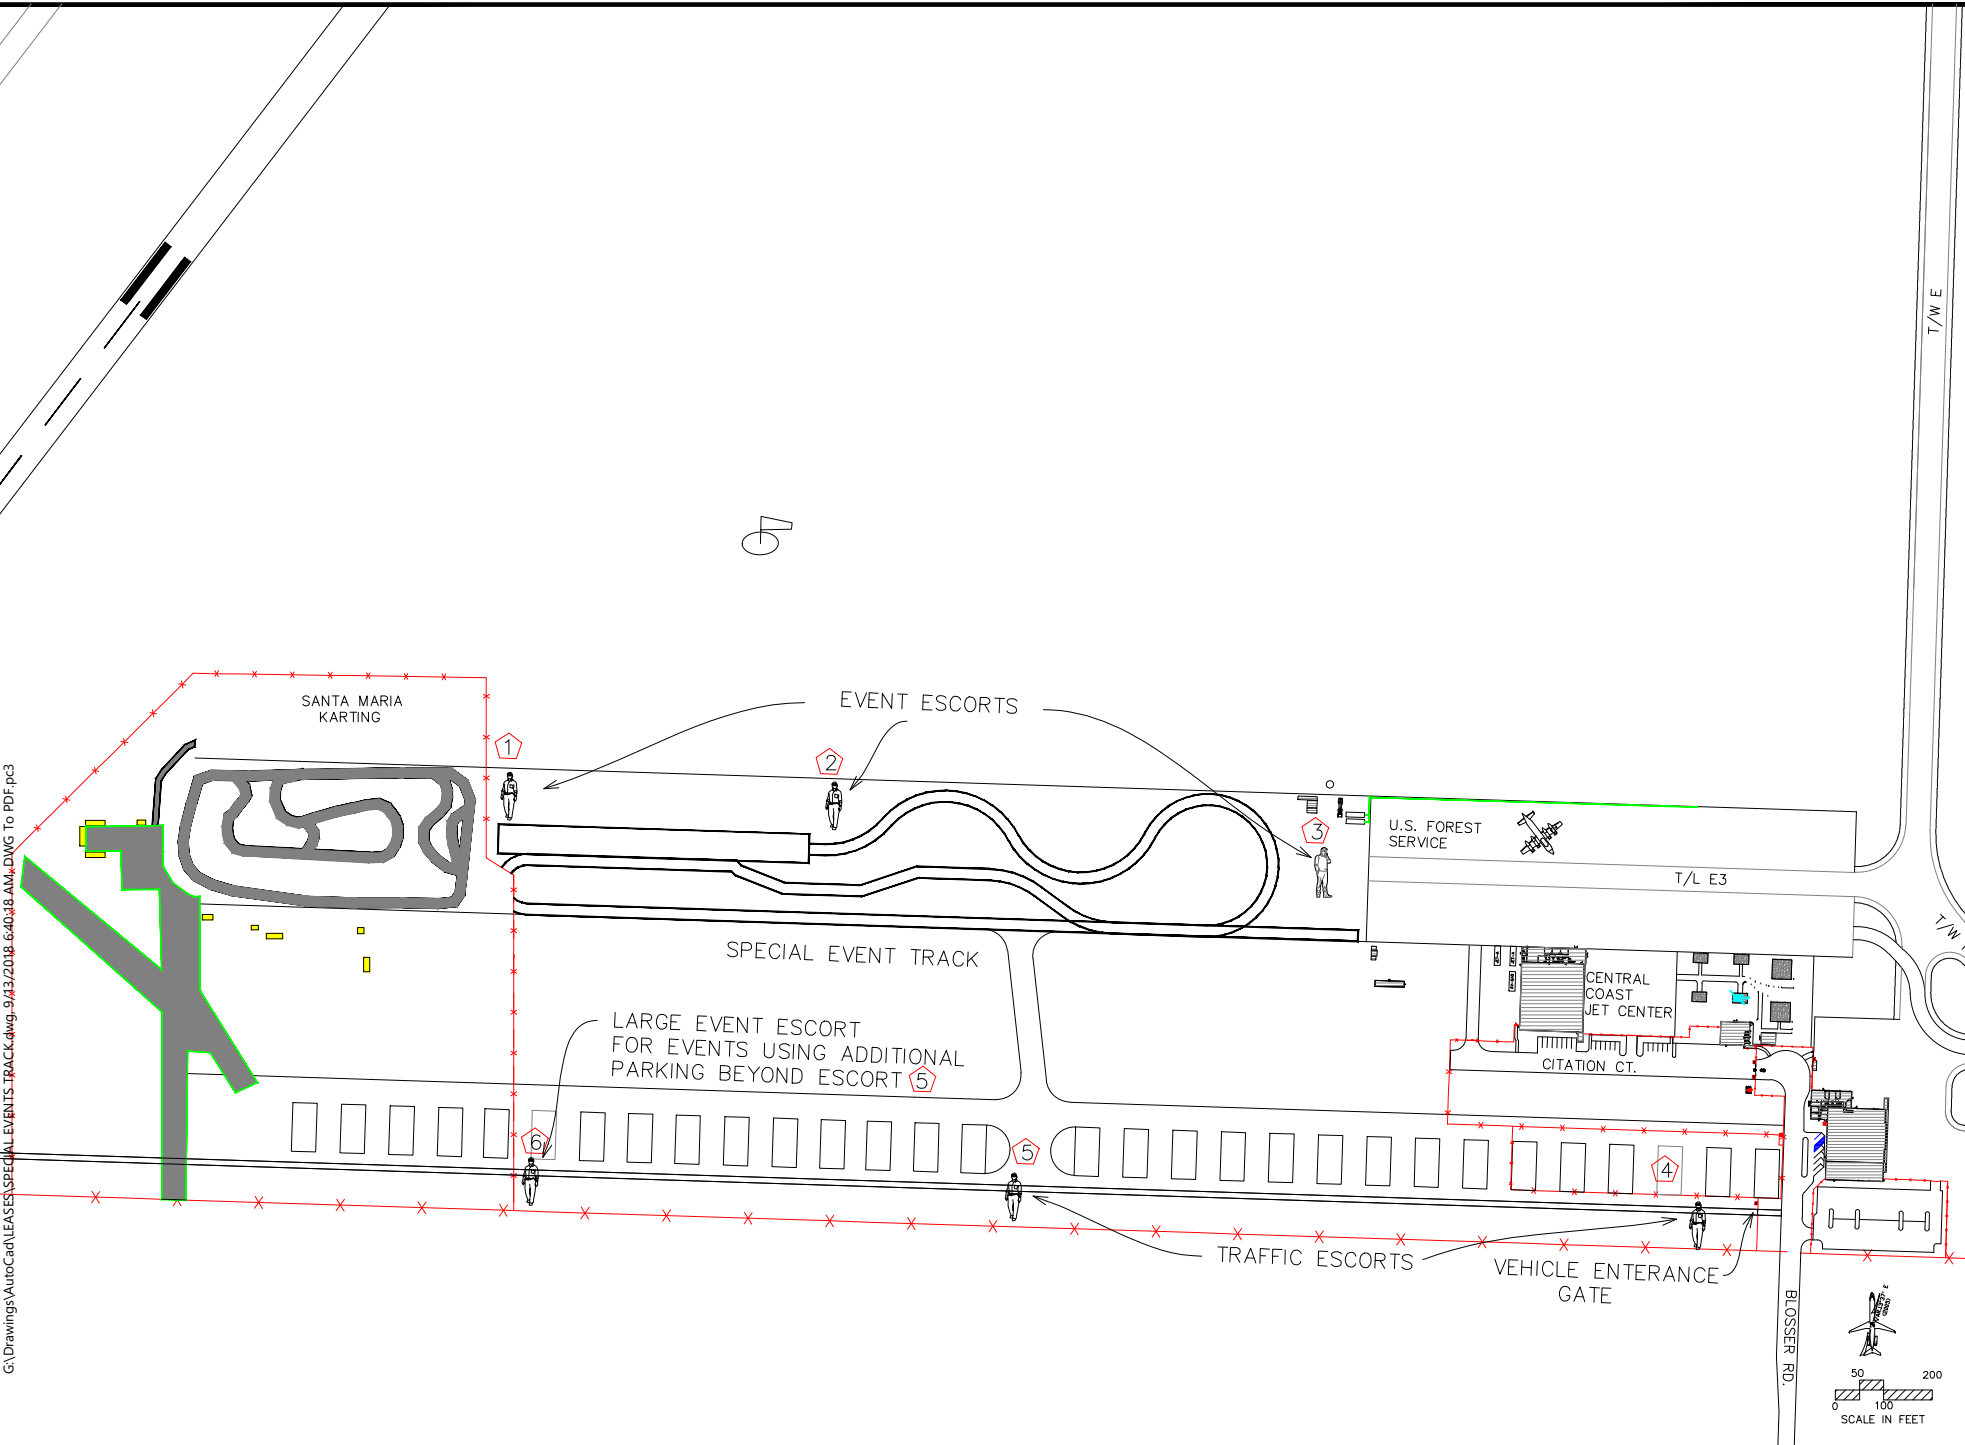 T/W E
SANTA MARIA
KARTING
EVENT ESCORTS
1
2
3
U.S. FOREST
SERVICE
T/L E3
T/W
SPECIAL EVENT TRACK
CENTRAL
COAST
JET CENTER
LARGE EVENT ESCORT
FOR EVENTS USING ADDITIONAL
PARKING BEYOND ESCORT 5
CITATION CT.
6
5
4
TRAFFIC ESCORTS
VEHICLE ENTERANCE
GATE
BLOSSER RD.
50 200
0 100
SCALE IN FEET
G:\Drawings\AutoCad\LEASES\SPECIAL EVENTS TRACK.dwg, 9/13/2018 6:40:18 AM, DWG To PDF.pc3